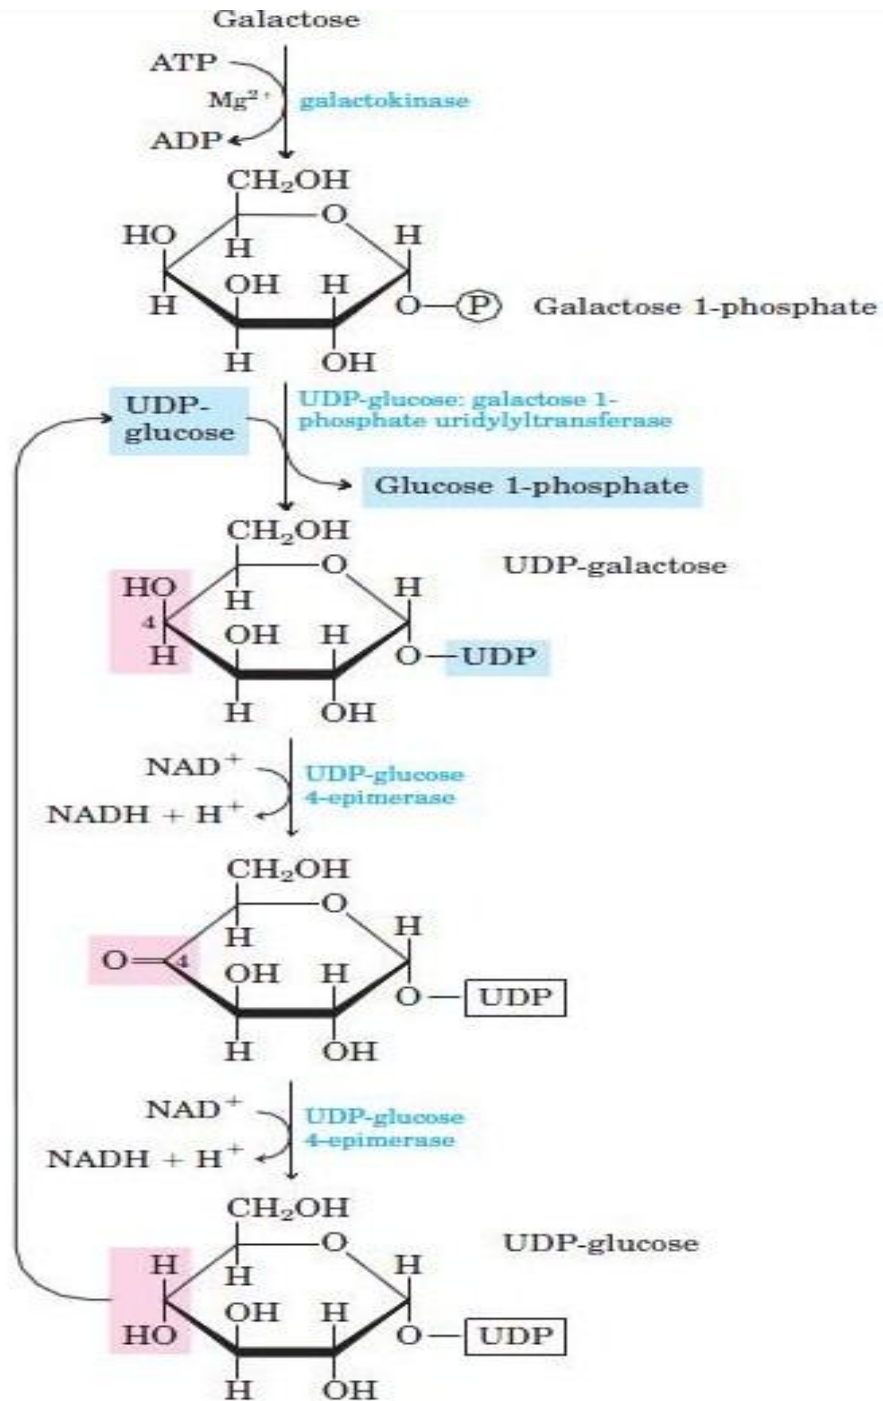 Galactose
ATP
Mg²⁺ galactokinase
ADP
CH₂OH
O
HO H
H
OH H
H O P Galactose 1-phosphate
H OH
UDP-glucose: galactose 1-
phosphate uridylyltransferase
UDP-
glucose
Glucose 1-phosphate
CH₂OH
O UDP-galactose
HO H
H
4 OH H
H O UDP
H OH
NAD⁺ UDP-glucose
4-epimerase
NADH + H⁺
CH₂OH
O
H
H
O 4
OH H
O UDP
H OH
NAD⁺ UDP-glucose
4-epimerase
NADH + H⁺
CH₂OH
O UDP-glucose
H H
H
OH H
HO O UDP
H OH